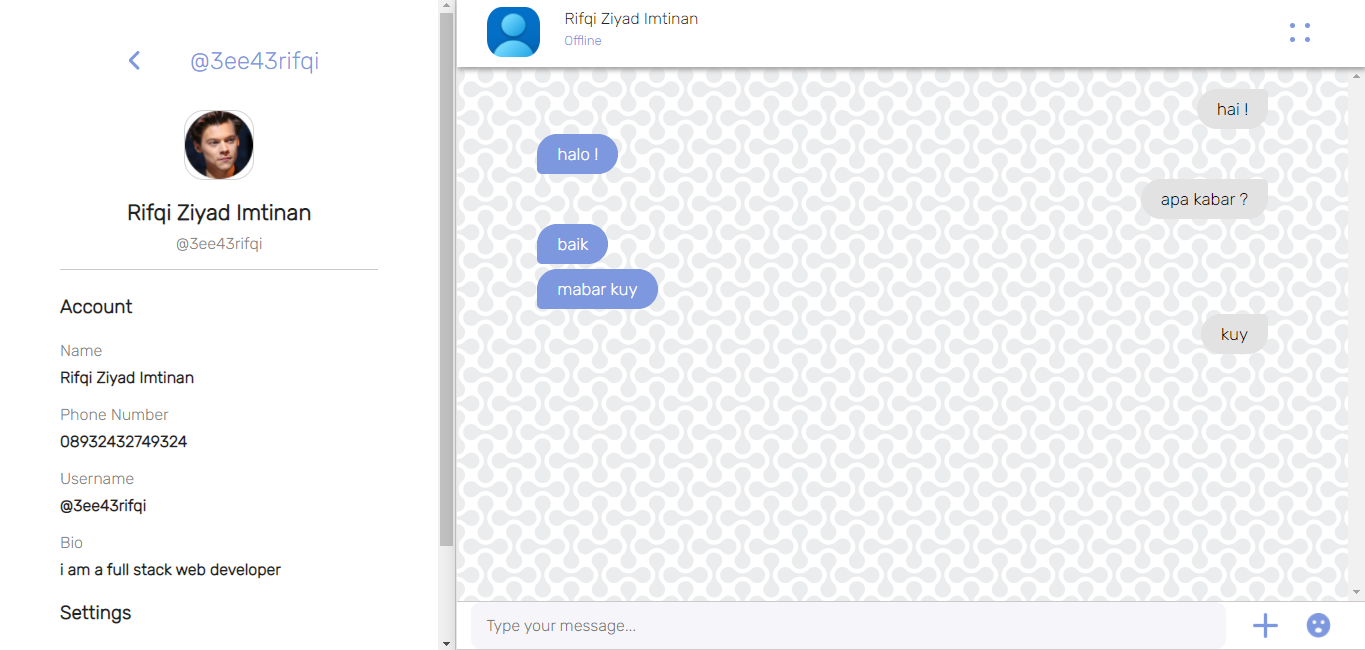 @3ee43rifqi
Rifqi Ziyad Imtinan
@3ee43rifqi
Account
Name
Rifqi Ziyad Imtinan
Phone Number
08932432749324
Username
@3ee43rifqi
Bio
i am a full stack web developer
Settings
Rifqi Ziyad Imtinan
Offline
hai !
halo !
apa kabar ?
baik
mabar kuy
kuy
Type your message...